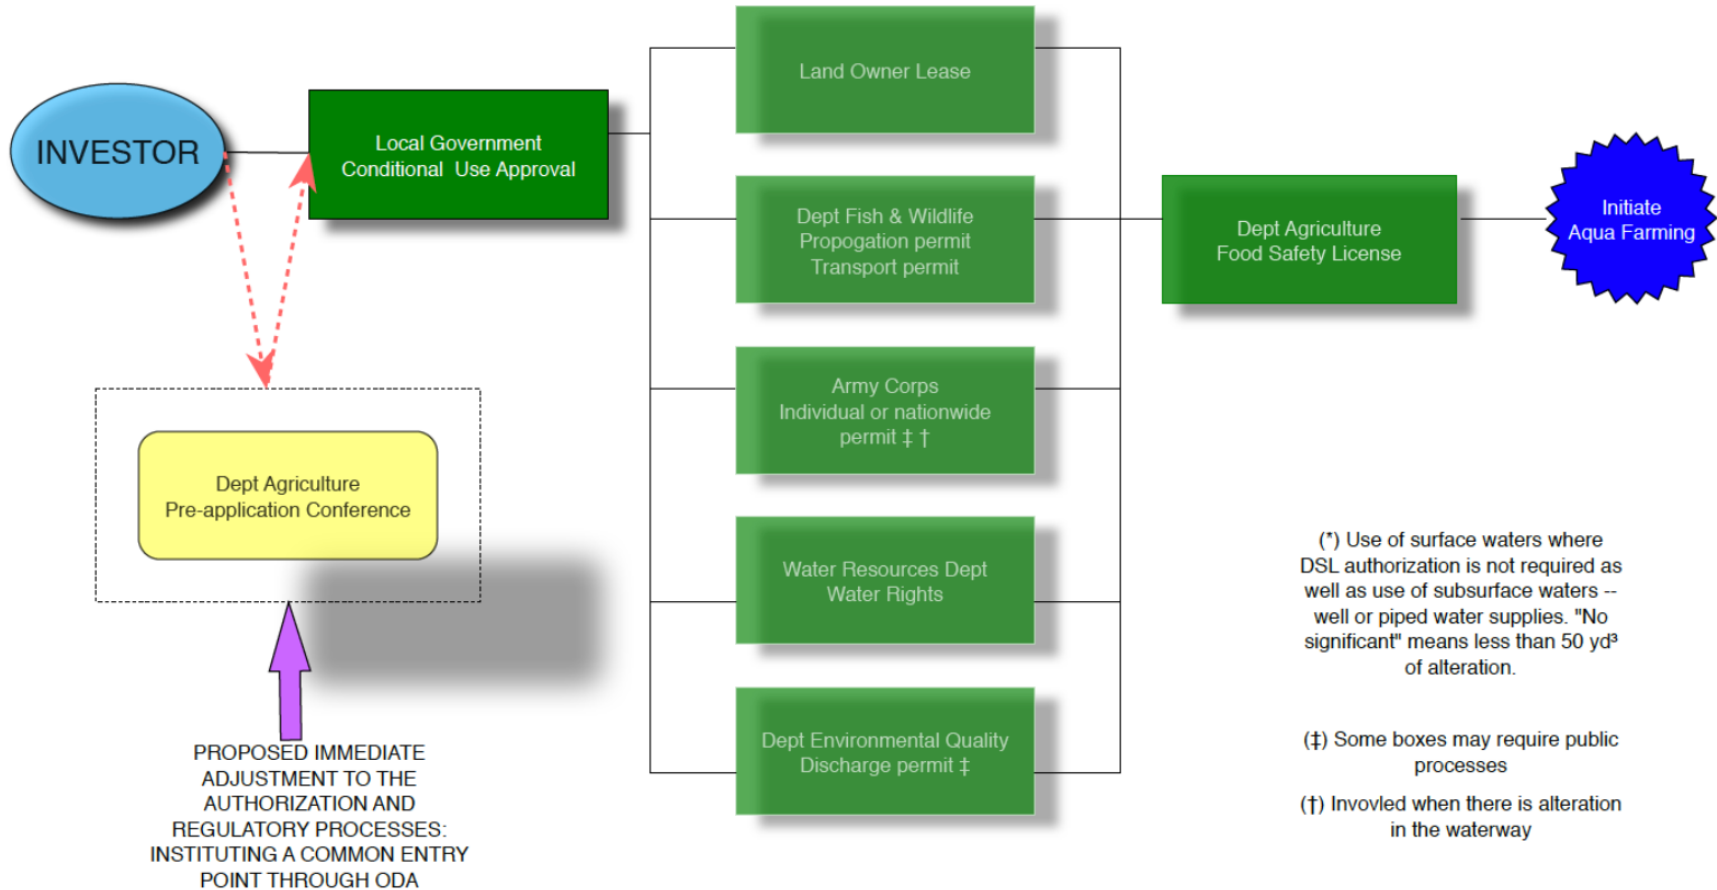 INVESTOR
Local Government
Conditional Use Approval
Land Owner Lease
Dept Fish & Wildlife
Propogation permit
Transport permit
Army Corps
Individual or nationwide
permit ‡ †
Water Resources Dept
Water Rights
Dept Environmental Quality
Discharge permit ‡
Dept Agriculture
Food Safety License
Initiate
Aqua Farming
Dept Agriculture
Pre-application Conference
PROPOSED IMMEDIATE
ADJUSTMENT TO THE
AUTHORIZATION AND
REGULATORY PROCESSES:
INSTITUTING A COMMON ENTRY
POINT THROUGH ODA
(*) Use of surface waters where
DSL authorization is not required as
well as use of subsurface waters --
well or piped water supplies. "No
significant" means less than 50 yd³
of alteration.
(‡) Some boxes may require public
processes
(†) Invovled when there is alteration
in the waterway